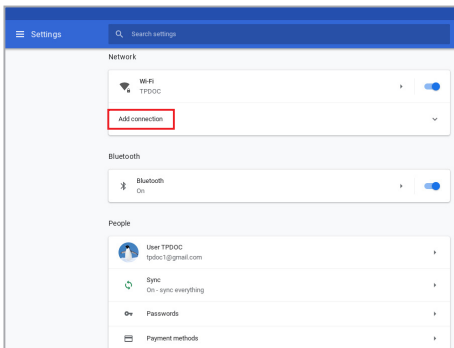 Settings
Search settings
Network
Wi-Fi
TPDOC
Add connection
Bluetooth
Bluetooth
On
People
User TPDOC
tpdoc1@gmail.com
Sync
On - sync everything
Passwords
Payment methods